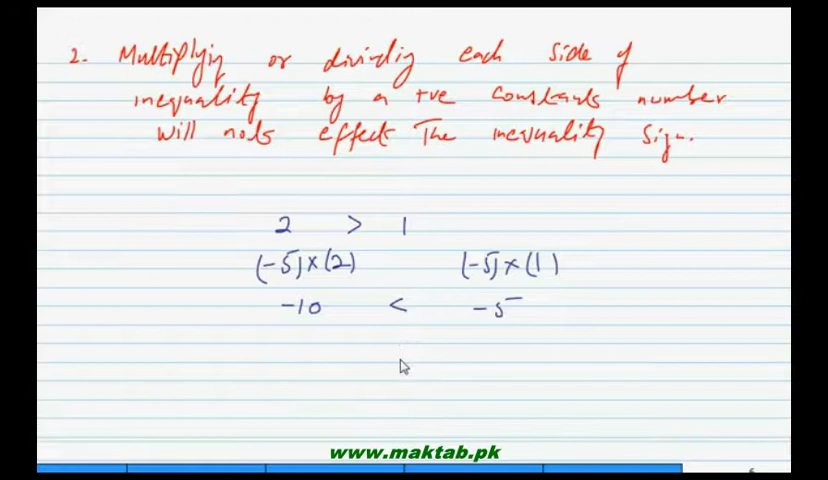 2. Multiplying or dividing each side of
inequality by a +ve constants number
will nots effect The inequality sign.
2 > 1
(-5)×(2) (-5)×(1)
-10 < -5
www.maktab.pk